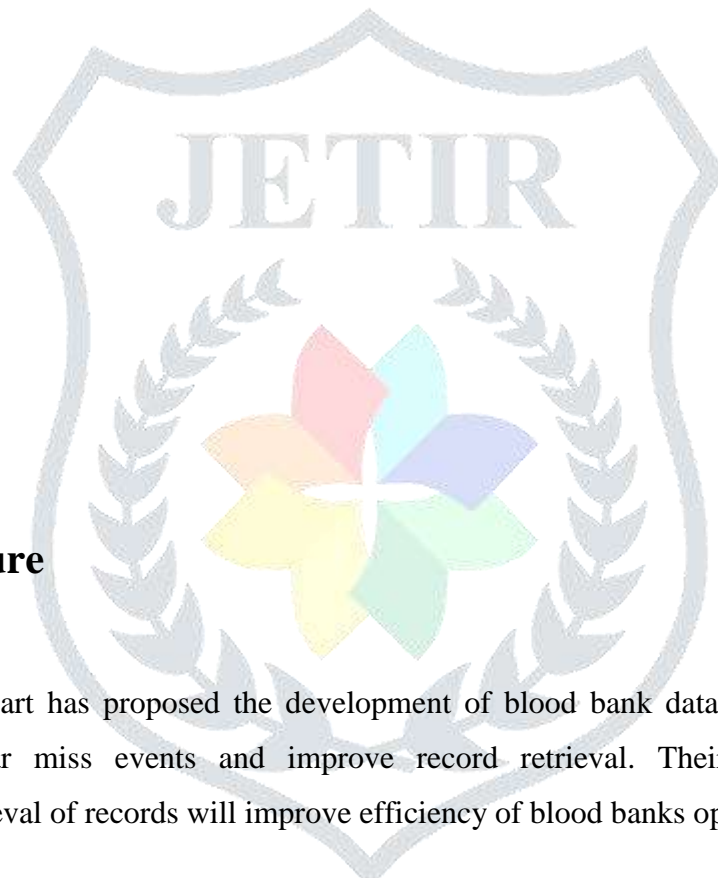 JETIR
ure
art has proposed the development of blood bank data
r miss events and improve record retrieval. Their
eval of records will improve efficiency of blood banks op